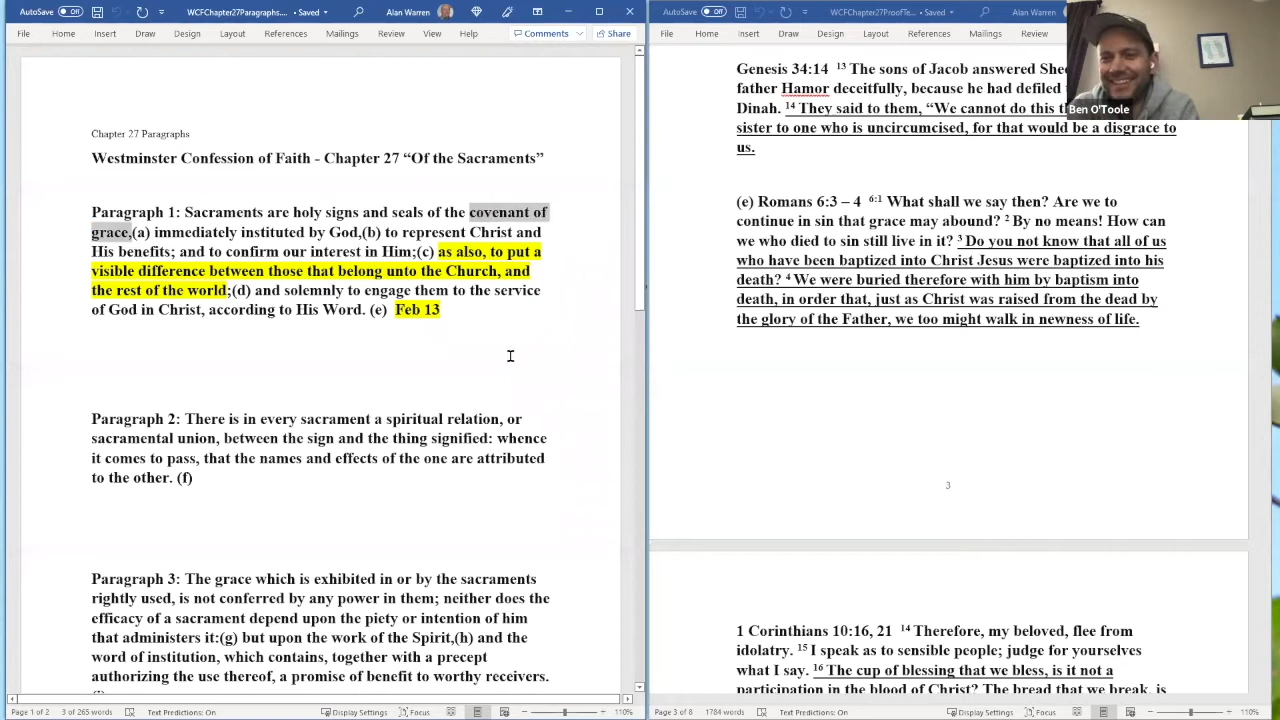 AutoSave Off WCFChapter27Paragraphs.... • Saved Alan Warren
File Home Insert Draw Design Layout References Mailings Review View Help Comments Share
Chapter 27 Paragraphs
Westminster Confession of Faith - Chapter 27 “Of the Sacraments”
Paragraph 1: Sacraments are holy signs and seals of the covenant of
grace,(a) immediately instituted by God,(b) to represent Christ and
His benefits; and to confirm our interest in Him;(c) as also, to put a
visible difference between those that belong unto the Church, and
the rest of the world;(d) and solemnly to engage them to the service
of God in Christ, according to His Word. (e) Feb 13
Paragraph 2: There is in every sacrament a spiritual relation, or
sacramental union, between the sign and the thing signified: whence
it comes to pass, that the names and effects of the one are attributed
to the other. (f)
Paragraph 3: The grace which is exhibited in or by the sacraments
rightly used, is not conferred by any power in them; neither does the
efficacy of a sacrament depend upon the piety or intention of him
that administers it:(g) but upon the work of the Spirit,(h) and the
word of institution, which contains, together with a precept
authorizing the use thereof, a promise of benefit to worthy receivers.
Page 1 of 2 3 of 265 words Text Predictions: On Display Settings Focus 110%
AutoSave Off WCFChapter27ProofTe... • Saved Alan Warren
File Home Insert Draw Design Layout References Mailings Review
Ben O'Toole
Genesis 34:14 13 The sons of Jacob answered
father Hamor deceitfully, because he had defiled
Dinah. 14 They said to them, “We cannot do this
sister to one who is uncircumcised, for that would be a disgrace to
us.
(e) Romans 6:3 – 4 6:1 What shall we say then? Are we to
continue in sin that grace may abound? 2 By no means! How can
we who died to sin still live in it? 3 Do you not know that all of us
who have been baptized into Christ Jesus were baptized into his
death? 4 We were buried therefore with him by baptism into
death, in order that, just as Christ was raised from the dead by
the glory of the Father, we too might walk in newness of life.
3
1 Corinthians 10:16, 21 14 Therefore, my beloved, flee from
idolatry. 15 I speak as to sensible people; judge for yourselves
what I say. 16 The cup of blessing that we bless, is it not a
participation in the blood of Christ? The bread that we break, is
Page 3 of 8 1784 words Text Predictions: On Display Settings Focus 110%